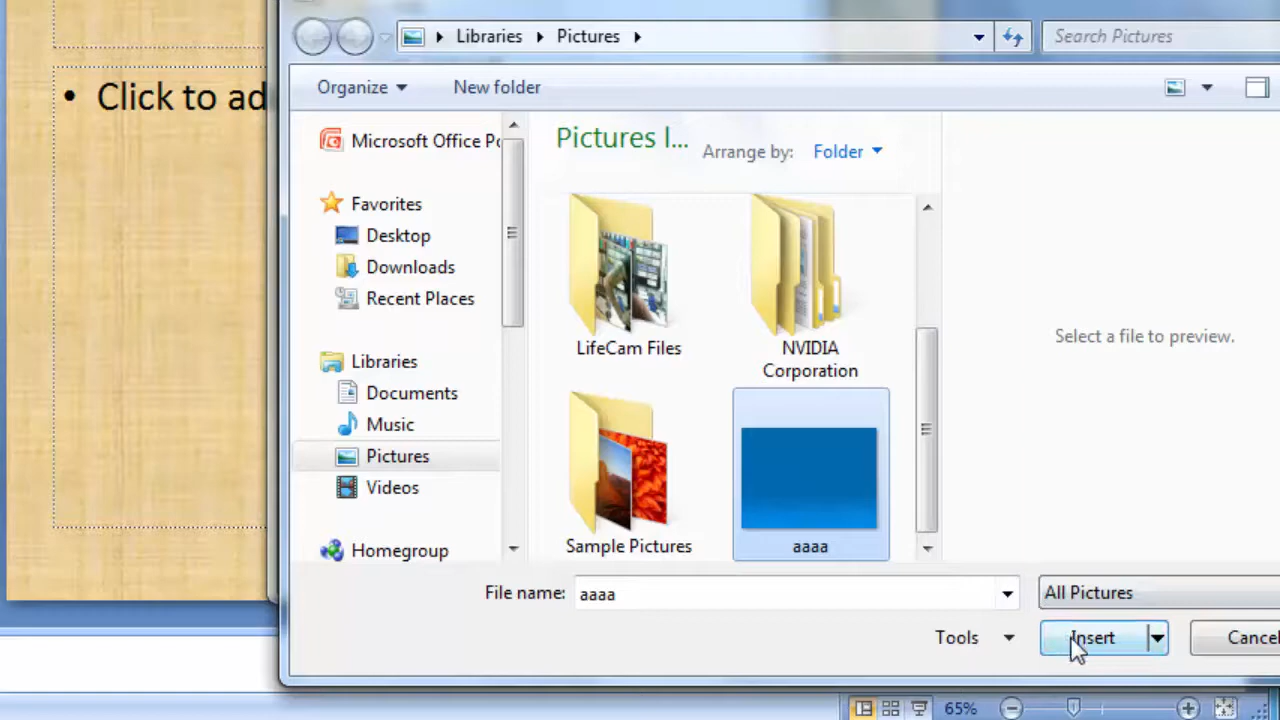 Libraries Pictures
Search Pictures
Organize
New folder
• Click to ad
Microsoft Office Po
Favorites
Desktop
Downloads
Recent Places
Libraries
Documents
Music
Pictures
Videos
Homegroup
Pictures l...
Arrange by: Folder
LifeCam Files
NVIDIA
Corporation
Sample Pictures
aaaa
Select a file to preview.
File name: aaaa
All Pictures
Tools
Insert
Cancel
65%